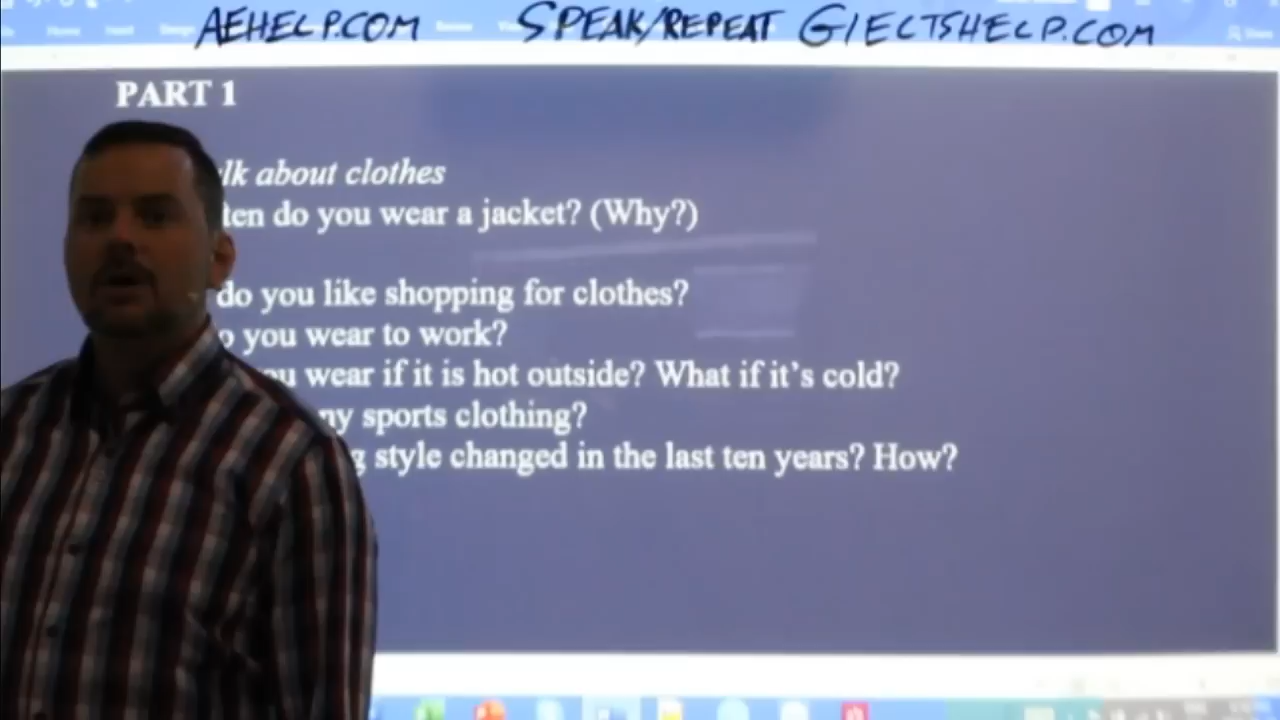 AEHELP.COM SPEAK/REPEAT GIELTSHELP.COM
PART 1
lk about clothes
ten do you wear a jacket? (Why?)
do you like shopping for clothes?
o you wear to work?
ou wear if it is hot outside? What if it's cold?
ny sports clothing?
g style changed in the last ten years? How?